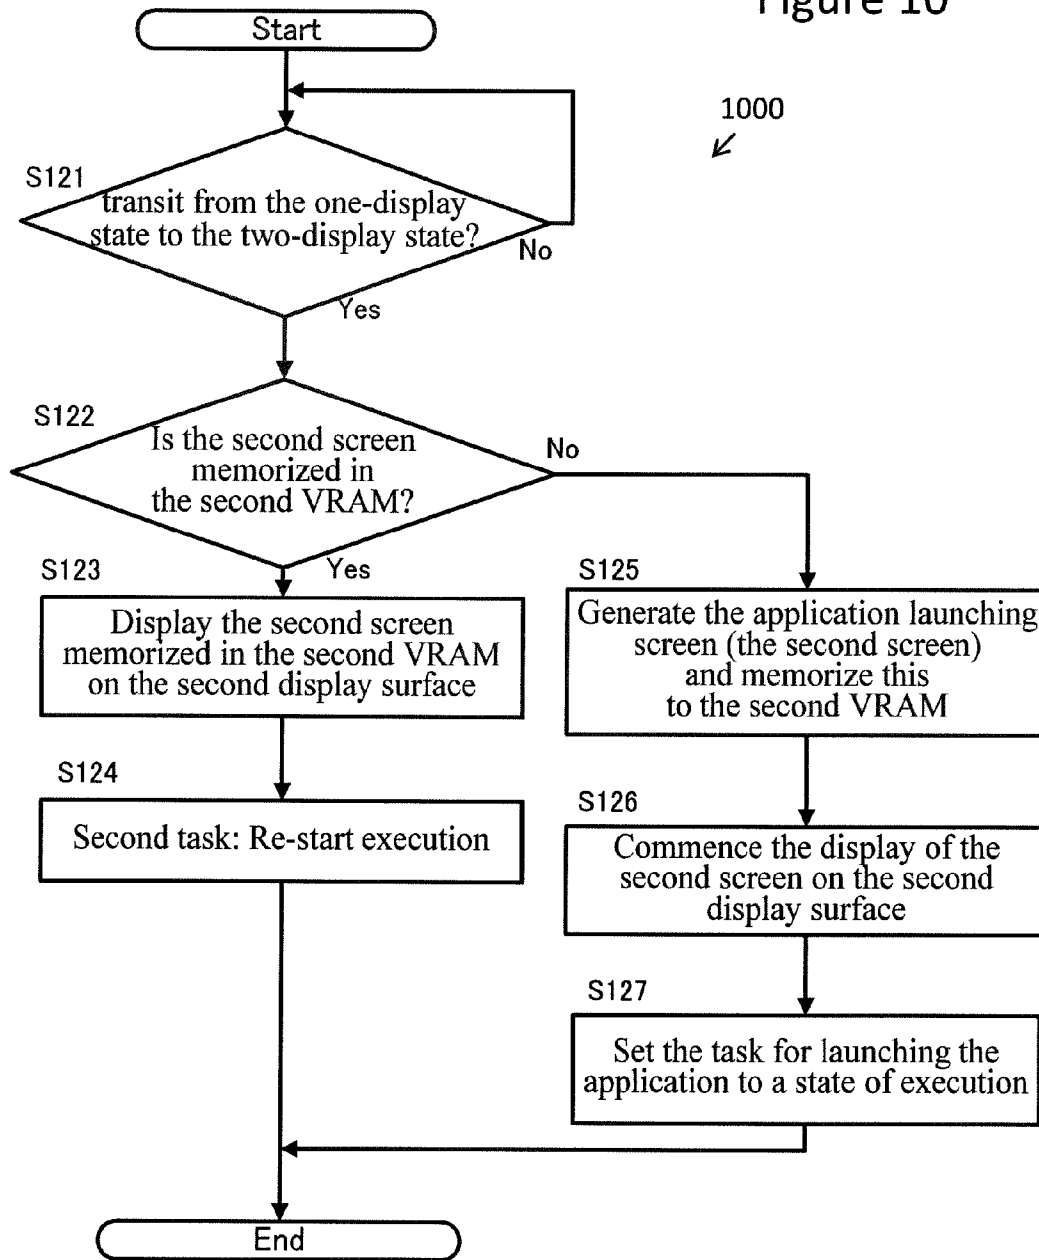 Figure 10
Start
1000
S121
transit from the one-display
state to the two-display state?
No
Yes
S122
Is the second screen
memorized in
the second VRAM?
No
Yes
S123
Display the second screen
memorized in the second VRAM
on the second display surface
S125
Generate the application launching
screen (the second screen)
and memorize this
to the second VRAM
S124
Second task: Re-start execution
S126
Commence the display of the
second screen on the second
display surface
S127
Set the task for launching the
application to a state of execution
End